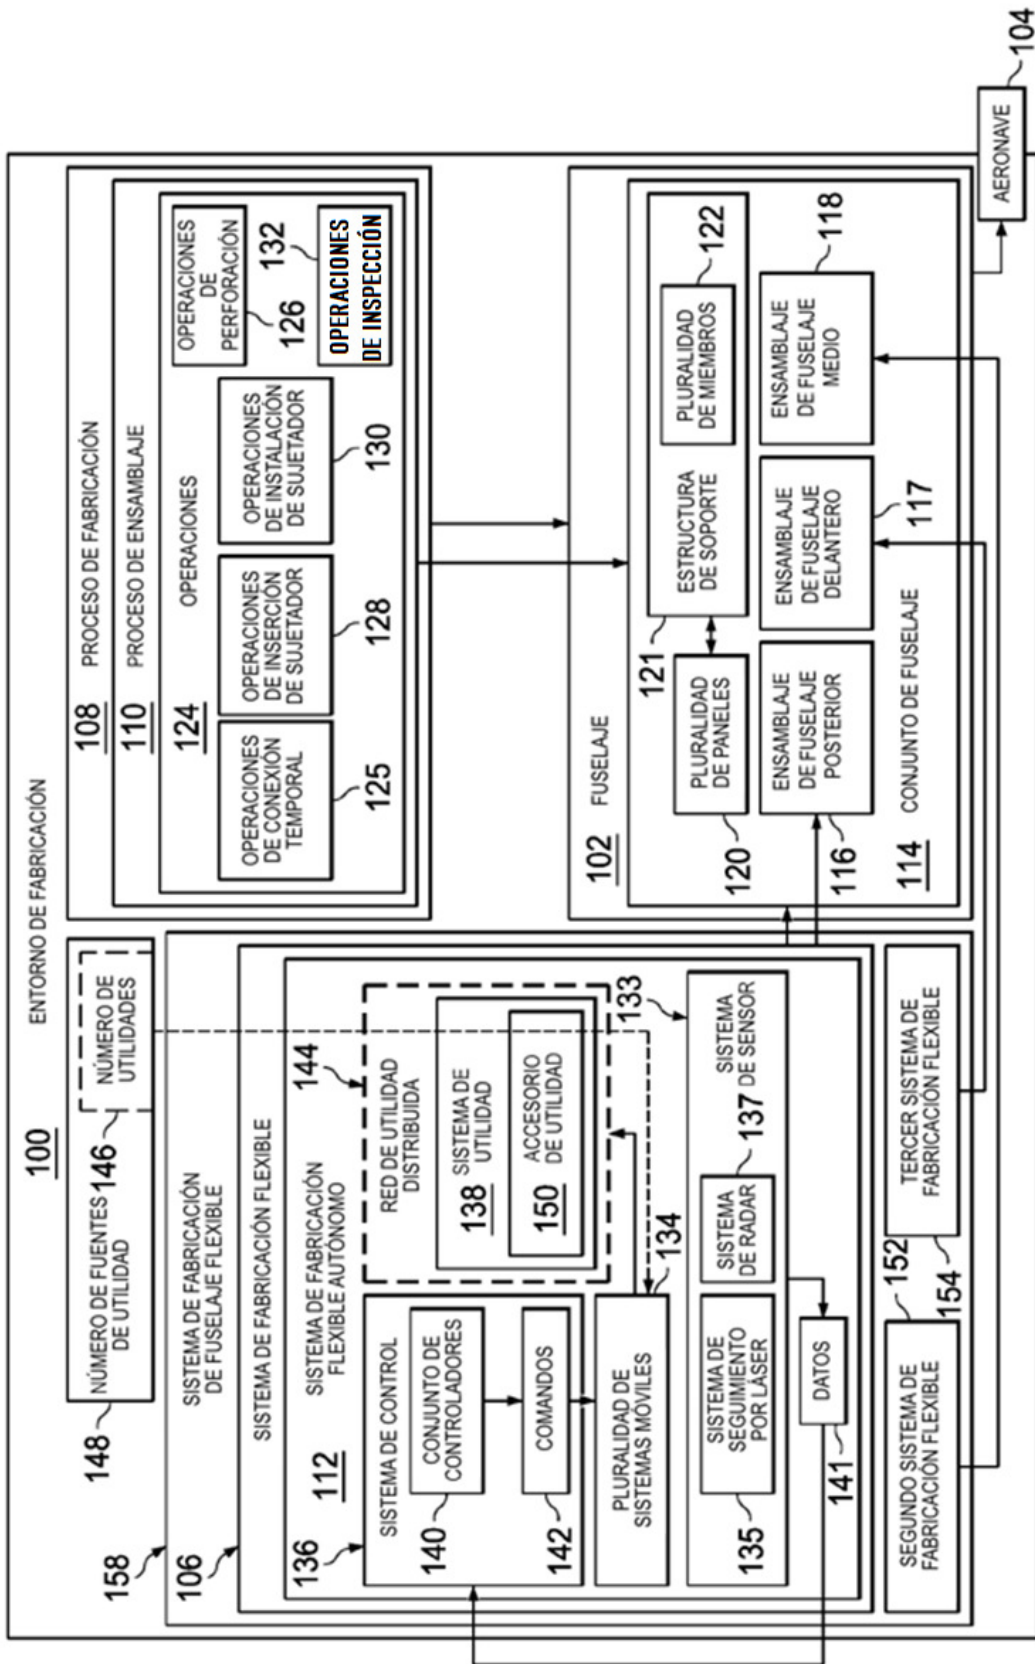 ENTORNO DE FABRICACIÓN
100
148
NÚMERO DE FUENTES
DE UTILIDAD
146
NÚMERO DE
UTILIDADES
108
PROCESO DE FABRICACIÓN
110
PROCESO DE ENSAMBLAJE
124
OPERACIONES
OPERACIONES
DE CONEXIÓN
TEMPORAL
125
OPERACIONES
DE INSERCIÓN
DE SUJETADOR
128
OPERACIONES
DE INSTALACIÓN
DE SUJETADOR
130
OPERACIONES
DE
PERFORACIÓN
126
132
OPERACIONES
DE INSPECCIÓN
158
SISTEMA DE FABRICACIÓN
DE FUSELAJE FLEXIBLE
106
SISTEMA DE FABRICACIÓN FLEXIBLE
112
SISTEMA DE FABRICACIÓN
FLEXIBLE AUTÓNOMO
136
SISTEMA DE CONTROL
140
CONJUNTO DE
CONTROLADORES
142
COMANDOS
144
RED DE UTILIDAD
DISTRIBUIDA
138
SISTEMA DE
UTILIDAD
150
ACCESORIO
DE UTILIDAD
PLURALIDAD DE
SISTEMAS MÓVILES
134
133
SISTEMA
DE SENSOR
135
SISTEMA DE
SEGUIMIENTO
POR LÁSER
SISTEMA
DE RADAR
137
141
DATOS
SEGUNDO SISTEMA DE
FABRICACIÓN FLEXIBLE
152
154
TERCER SISTEMA DE
FABRICACIÓN FLEXIBLE
102
FUSELAJE
121
ESTRUCTURA
DE SOPORTE
PLURALIDAD
DE MIEMBROS
122
PLURALIDAD
DE PANELES
120
ENSAMBLAJE
DE FUSELAJE
POSTERIOR
116
ENSAMBLAJE
DE FUSELAJE
DELANTERO
117
ENSAMBLAJE
DE FUSELAJE
MEDIO
118
114
CONJUNTO DE FUSELAJE
AERONAVE
104